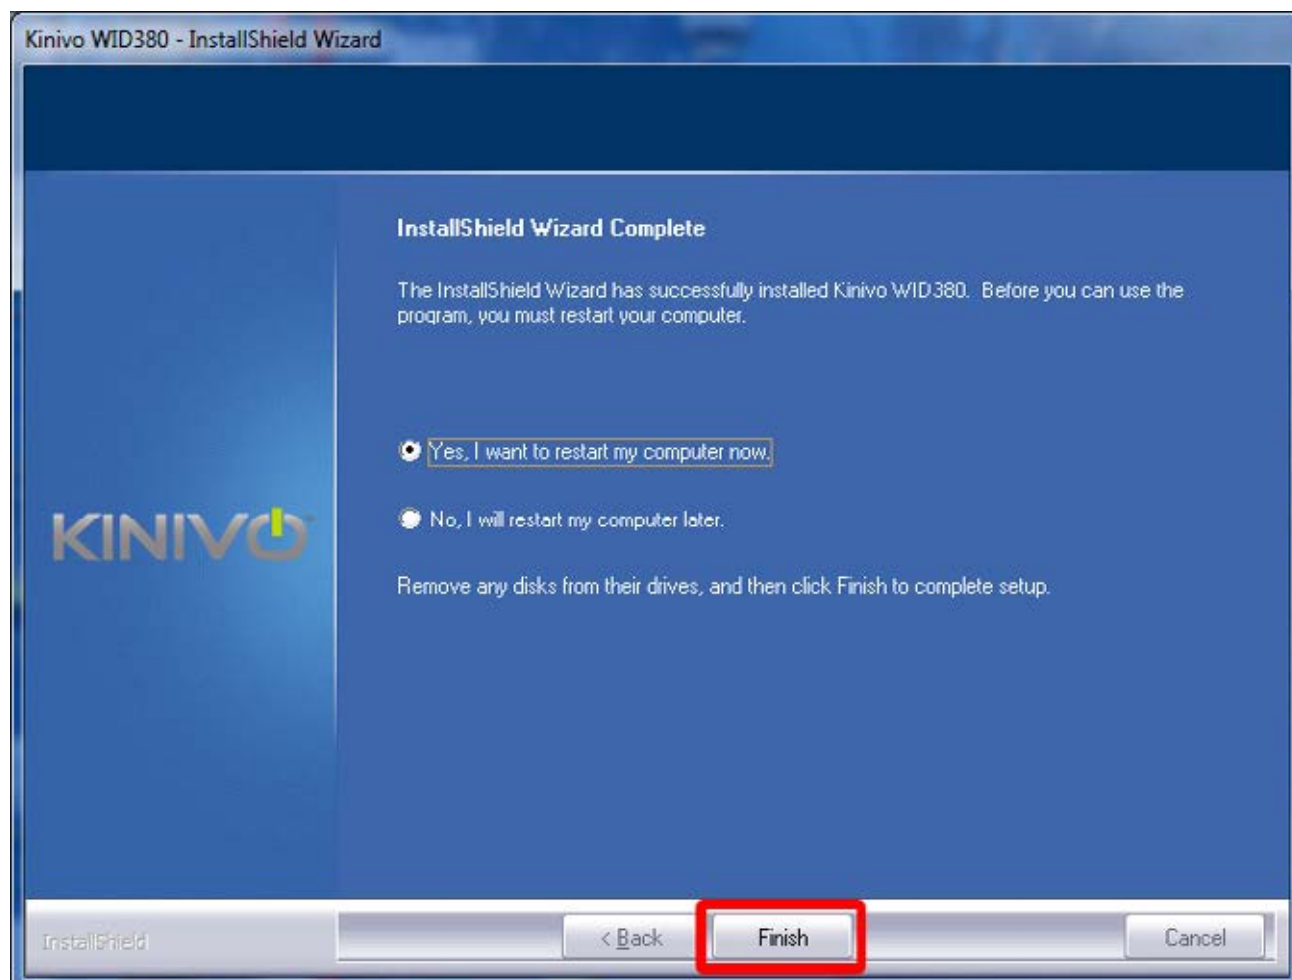 Kinivo WID380 - InstallShield Wizard
InstallShield Wizard Complete
The InstallShield Wizard has successfully installed Kinivo WID380. Before you can use the
program, you must restart your computer.
Yes, I want to restart my computer now.
No, I will restart my computer later.
KINIVO
Remove any disks from their drives, and then click Finish to complete setup.
InstallShield
< Back
Finish
Cancel